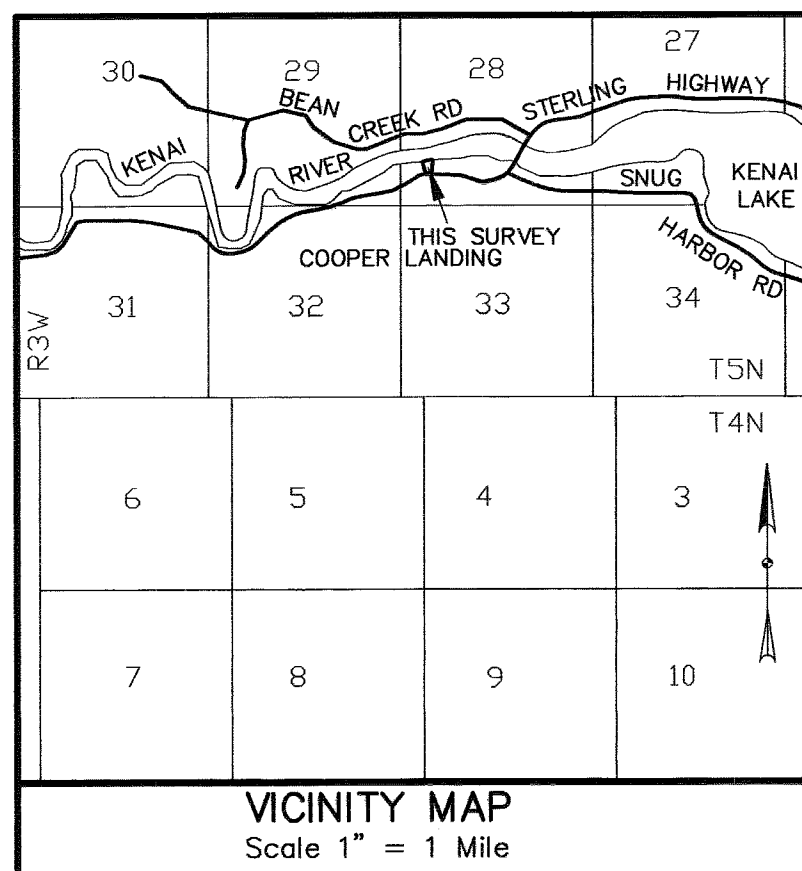 30
29
28
27
BEAN CREEK RD
STERLING HIGHWAY
KENAI RIVER
SNUG HARBOR RD
KENAI
LAKE
THIS SURVEY
COOPER LANDING
31
32
33
34
R3W
T5N
T4N
6
5
4
3
7
8
9
10
VICINITY MAP
Scale 1" = 1 Mile